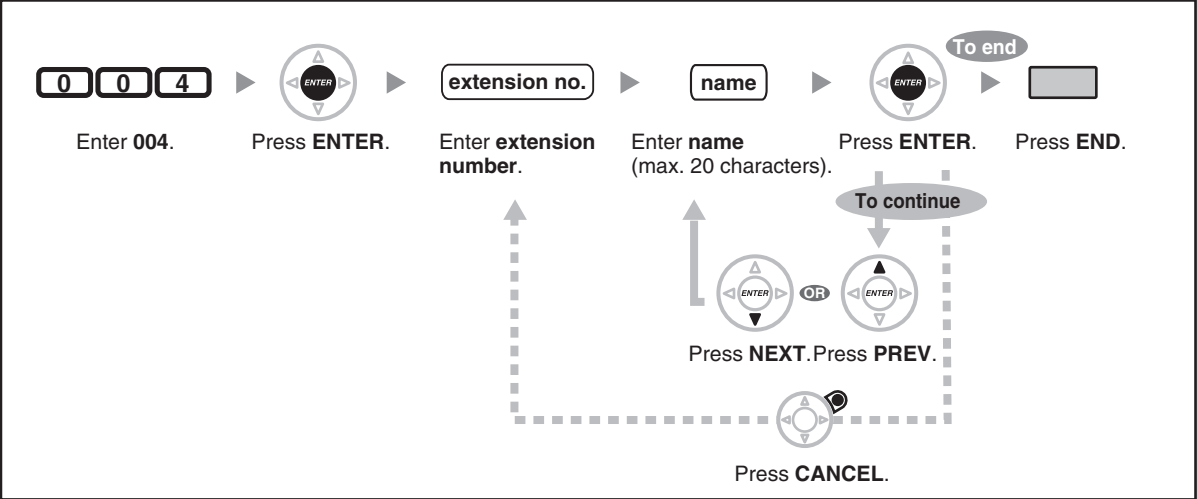 To end
0 0 4 ENTER extension no. name ENTER
Enter 004. Press ENTER. Enter extension number. Enter name (max. 20 characters). Press ENTER. Press END.
To continue
ENTER OR ENTER
Press NEXT. Press PREV.
Press CANCEL.